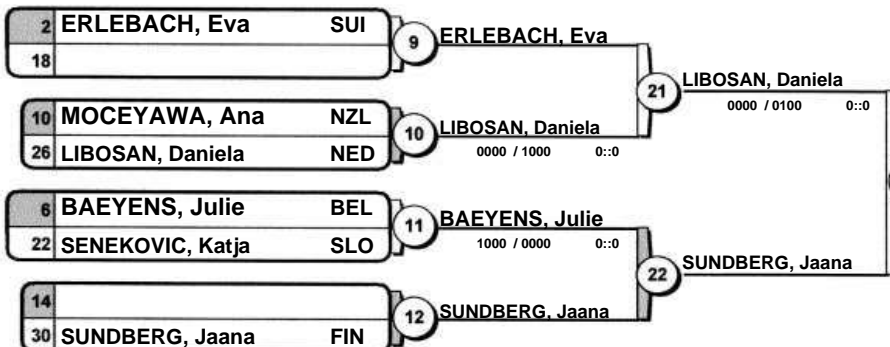 2 ERLEBACH, Eva SUI
18
9 ERLEBACH, Eva
10 MOCEYAWA, Ana NZL
26 LIBOSAN, Daniela NED
10 LIBOSAN, Daniela
0000 / 1000 0::0
21 LIBOSAN, Daniela
0000 / 0100 0::0
6 BAEYENS, Julie BEL
22 SENEKOVIC, Katja SLO
11 BAEYENS, Julie
1000 / 0000 0::0
14
30 SUNDBERG, Jaana FIN
12 SUNDBERG, Jaana
22 SUNDBERG, Jaana